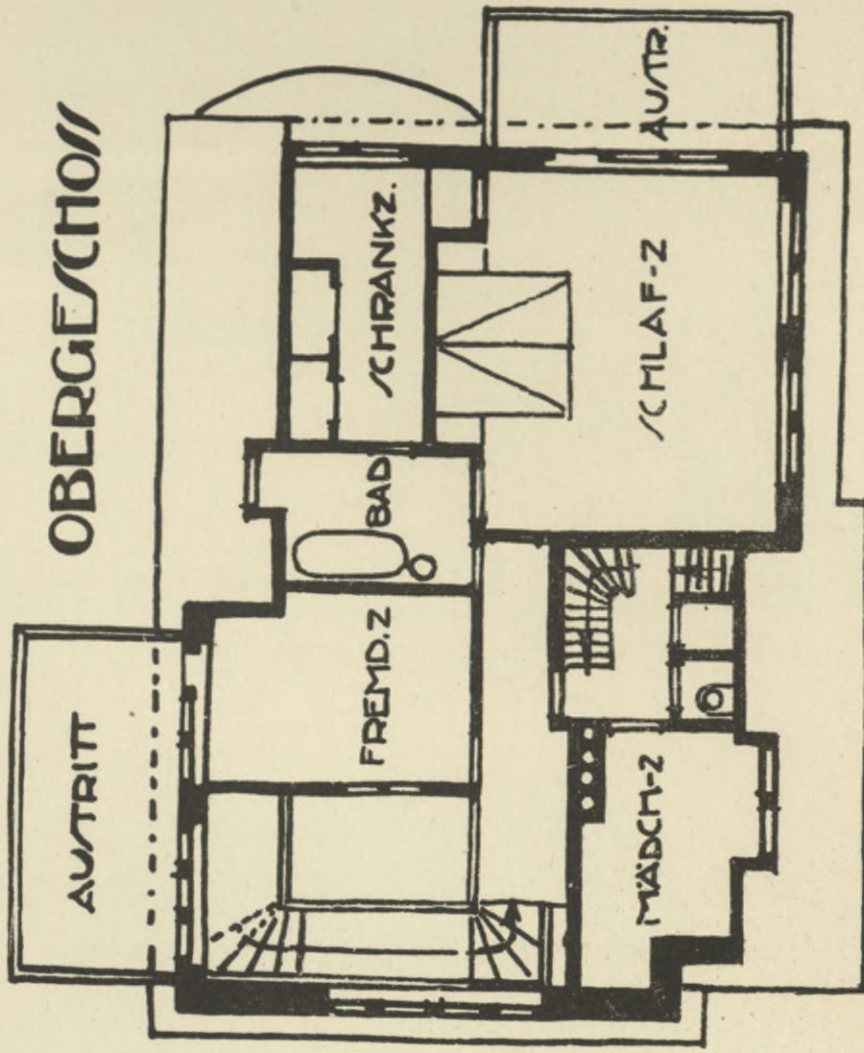 OBERGESCHOSS
AUSTRITT
FREMD.Z
BAD
SCHRANKZ.
MÄDCH-Z
SCHLAF-Z
AUSTR.